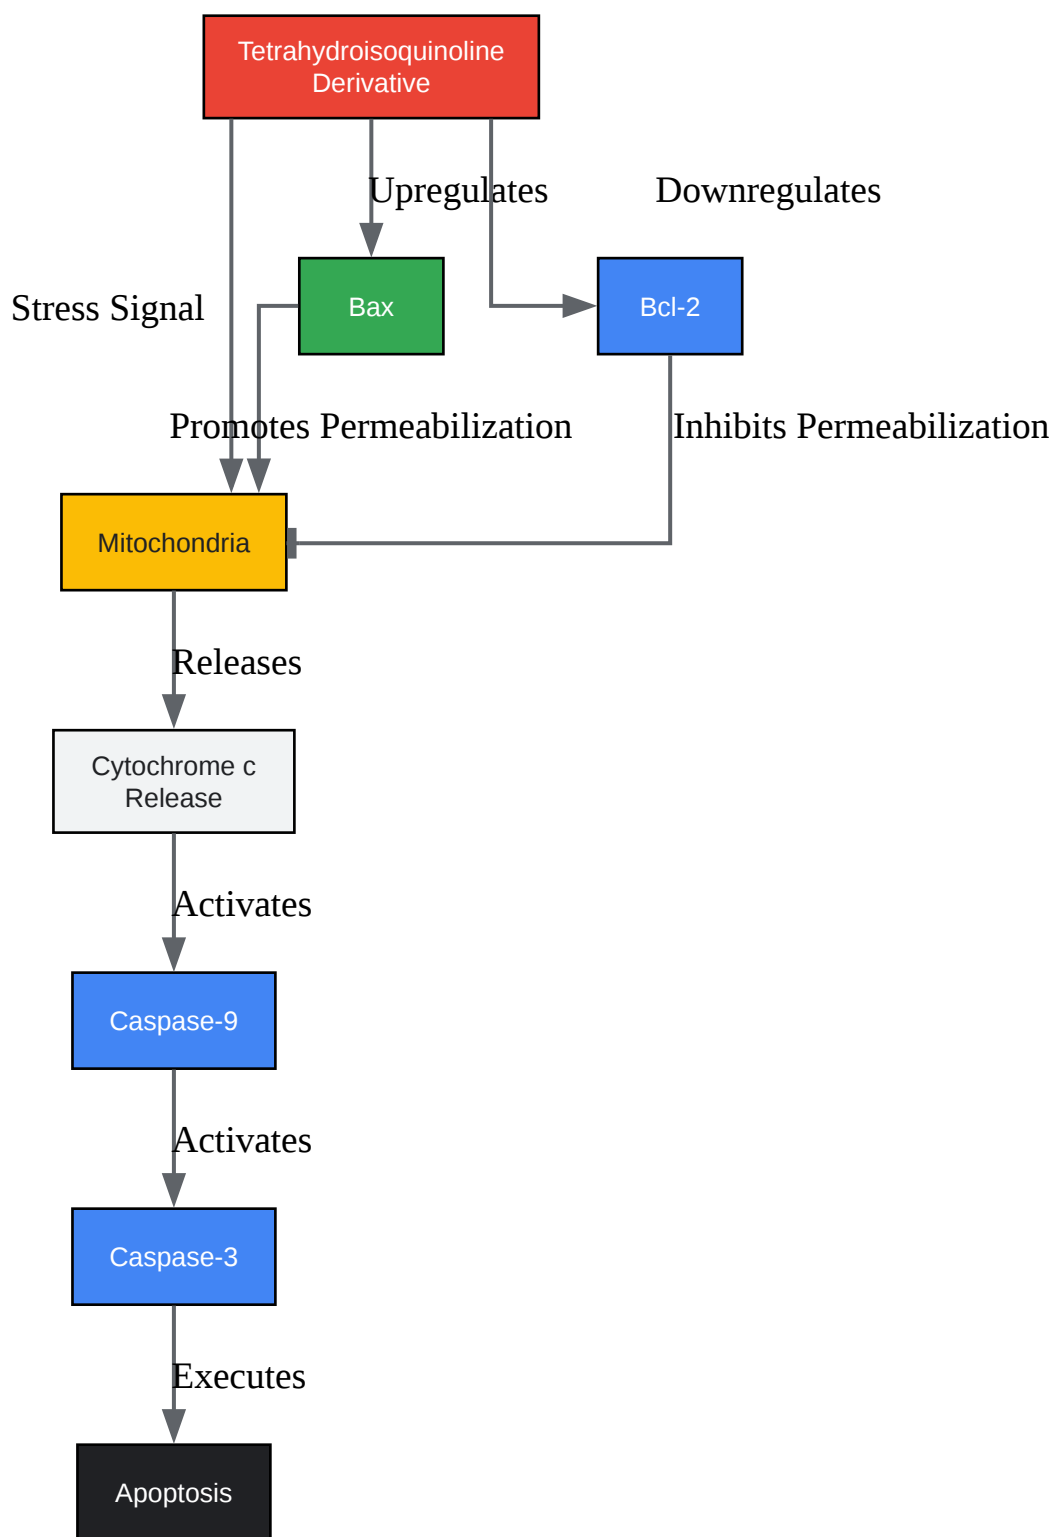 Tetrahydroisoquinoline
Derivative
Upregulates
Downregulates
Stress Signal
Bax
Bcl-2
Promotes Permeabilization
Inhibits Permeabilization
Mitochondria
Releases
Cytochrome c
Release
Activates
Caspase-9
Activates
Caspase-3
Executes
Apoptosis